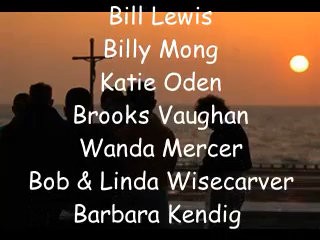 Bill Lewis
Billy Mong
Katie Oden
Brooks Vaughan
Wanda Mercer
Bob & Linda Wisecarver
Barbara Kendig